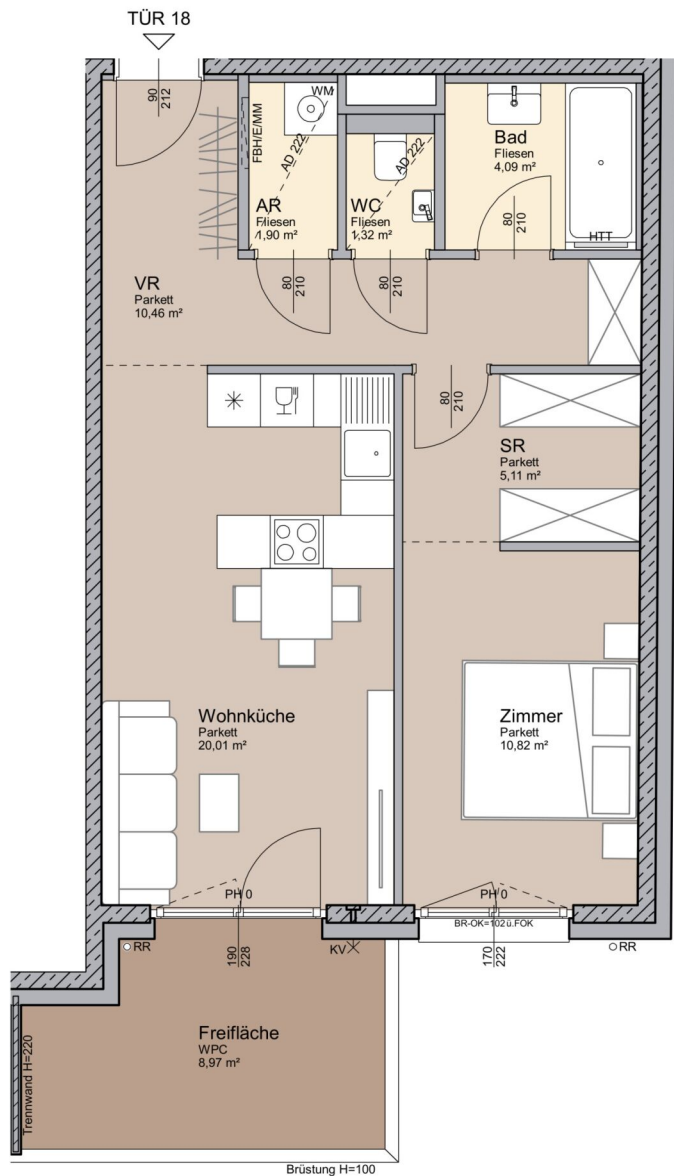 TÜR 18
90
212
FBH/E/MM
WM
AD 222
AR
Fliesen
1,90 m²
AD 222
WC
Fliesen
1,32 m²
Bad
Fliesen
4,09 m²
HTT
80
210
80
210
80
210
VR
Parkett
10,46 m²
80
210
SR
Parkett
5,11 m²
Wohnküche
Parkett
20,01 m²
Zimmer
Parkett
10,82 m²
PH 0
PH 0
BR-OK=102ü.FOK
RR
190
228
KV
170
222
RR
Freifläche
WPC
8,97 m²
Trennwand H=220
Brüstung H=100